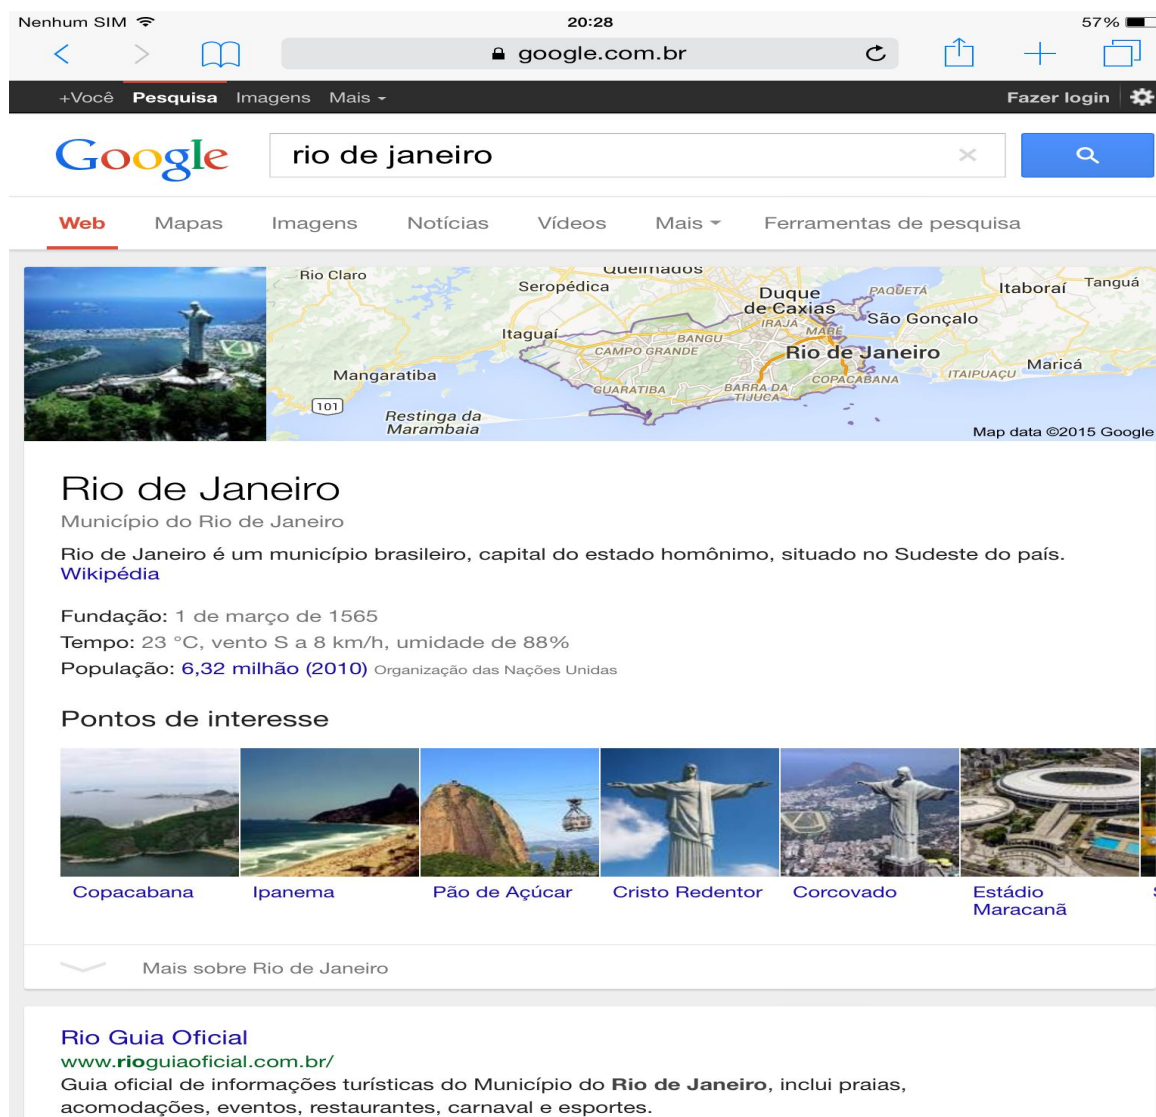 Nenhum SIM 20:28 57%
google.com.br
+Você Pesquisa Imagens Mais Fazer login
Google rio de janeiro
Web Mapas Imagens Notícias Vídeos Mais Ferramentas de pesquisa
Rio Claro
Queimados
Seropédica
Duque
de Caxias
PAQUETÁ
Itaboraí
Tanguá
IRAJÁ
MARÉ
São Gonçalo
Itaguaí
BANGU
CAMPO GRANDE
Rio de Janeiro
Maricá
Mangaratiba
COPACABANA
ITAIPUAÇU
GUARATIBA
BARRA DA
TIJUCA
101
Restinga da
Marambaia
Map data ©2015 Google
Rio de Janeiro
Município do Rio de Janeiro
Rio de Janeiro é um município brasileiro, capital do estado homônimo, situado no Sudeste do país.
Wikipédia
Fundação: 1 de março de 1565
Tempo: 23 °C, vento S a 8 km/h, umidade de 88%
População: 6,32 milhão (2010) Organização das Nações Unidas
Pontos de interesse
Copacabana Ipanema Pão de Açúcar Cristo Redentor Corcovado Estádio
Maracanã
Mais sobre Rio de Janeiro
Rio Guia Oficial
www.rioguiaoficial.com.br/
Guia oficial de informações turísticas do Município do Rio de Janeiro, inclui praias,
acomodações, eventos, restaurantes, carnaval e esportes.